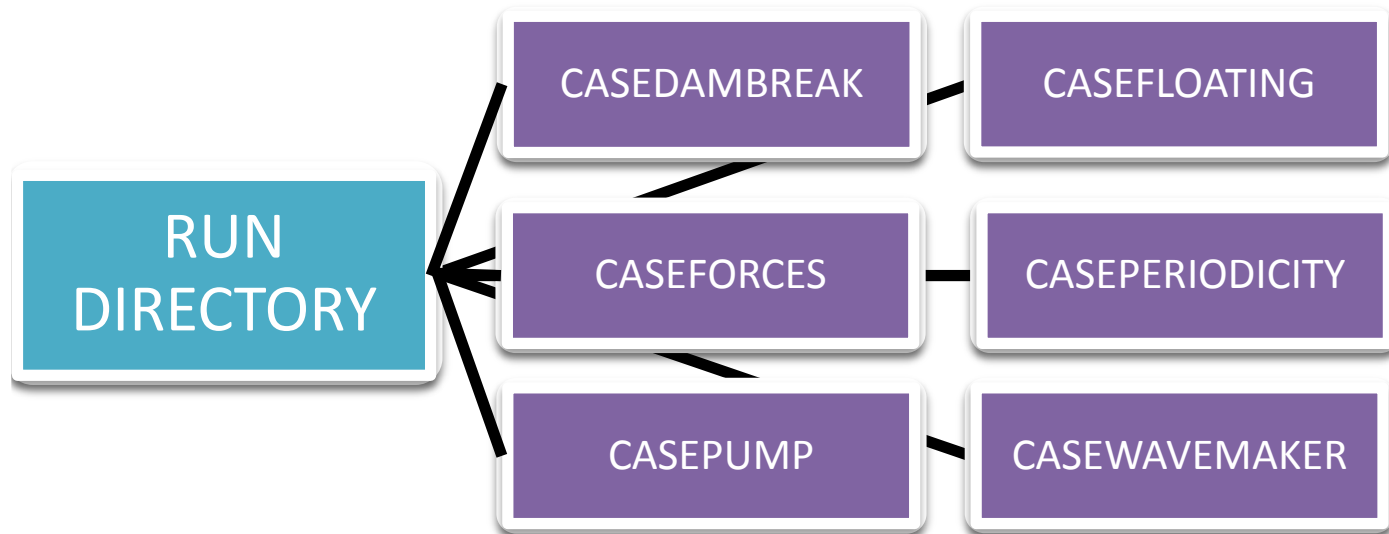 RUN
DIRECTORY
CASEDAMBREAK
CASEFLOATING
CASEFORCES
CASEPERIODICITY
CASEPUMP
CASEWAVEMAKER